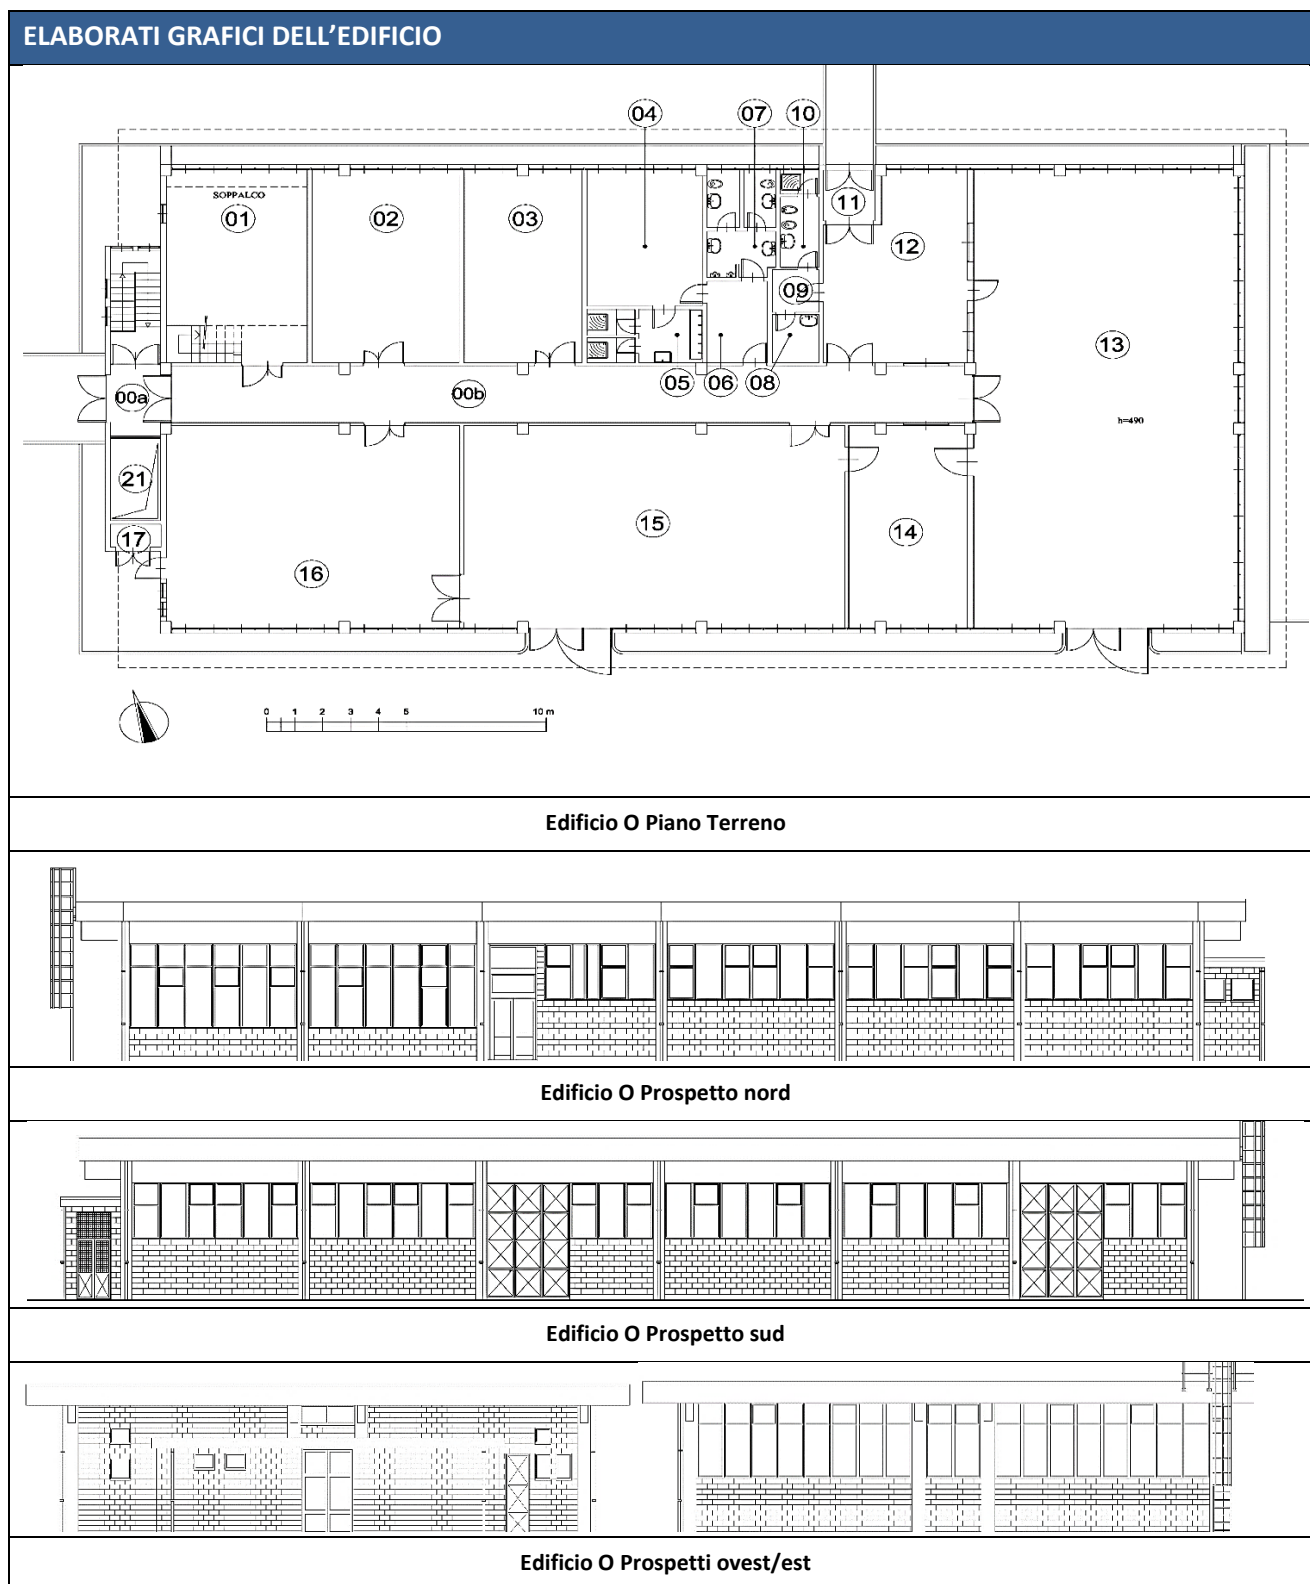 ELABORATI GRAFICI DELL’EDIFICIO
04
07
10
SOPPALCO
01
02
03
11
12
09
13
00a
00b
05
06
08
h=490
21
17
16
15
14
0 1 2 3 4 5 10 m
Edificio O Piano Terreno
Edificio O Prospetto nord
Edificio O Prospetto sud
Edificio O Prospetti ovest/est